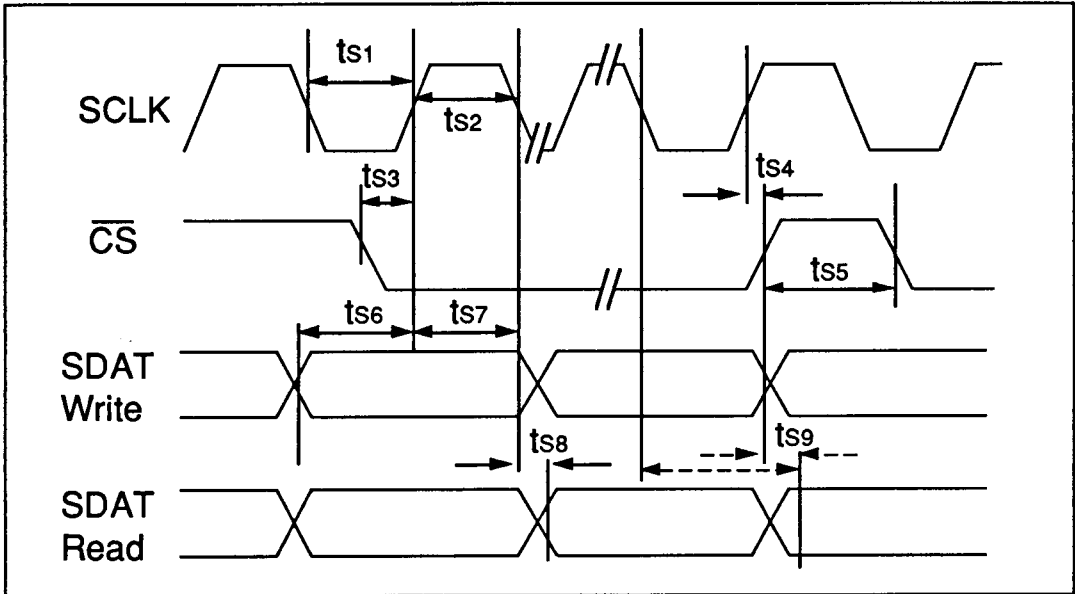 tS1
SCLK
tS2
tS3
tS4
CS
tS5
tS6
tS7
SDAT
Write
tS8
tS9
SDAT
Read